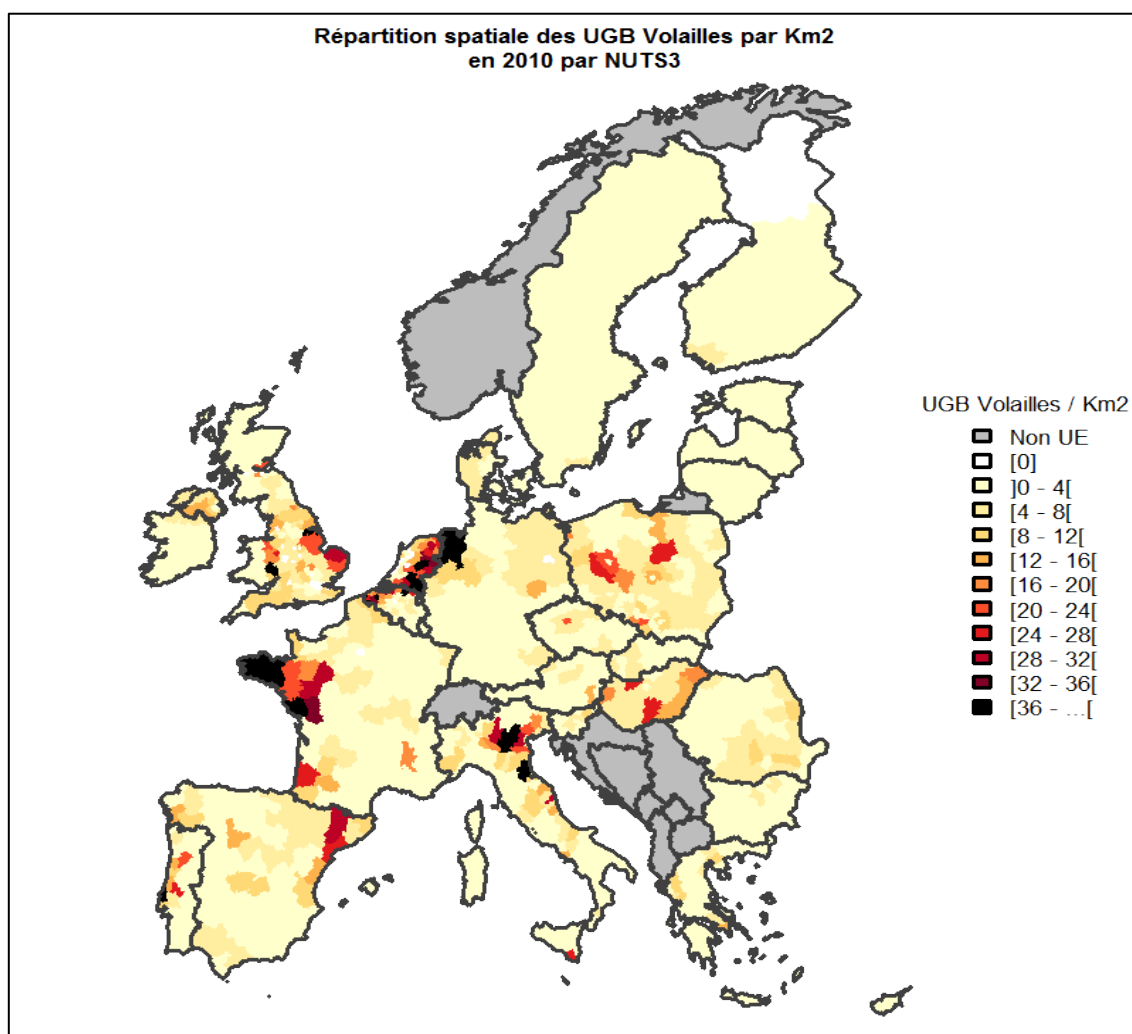 Répartition spatiale des UGB Volailles par Km2
en 2010 par NUTS3
UGB Volailles / Km2
Non UE
[0]
]0 - 4[
[4 - 8[
[8 - 12[
[12 - 16[
[16 - 20[
[20 - 24[
[24 - 28[
[28 - 32[
[32 - 36[
[36 - ...[